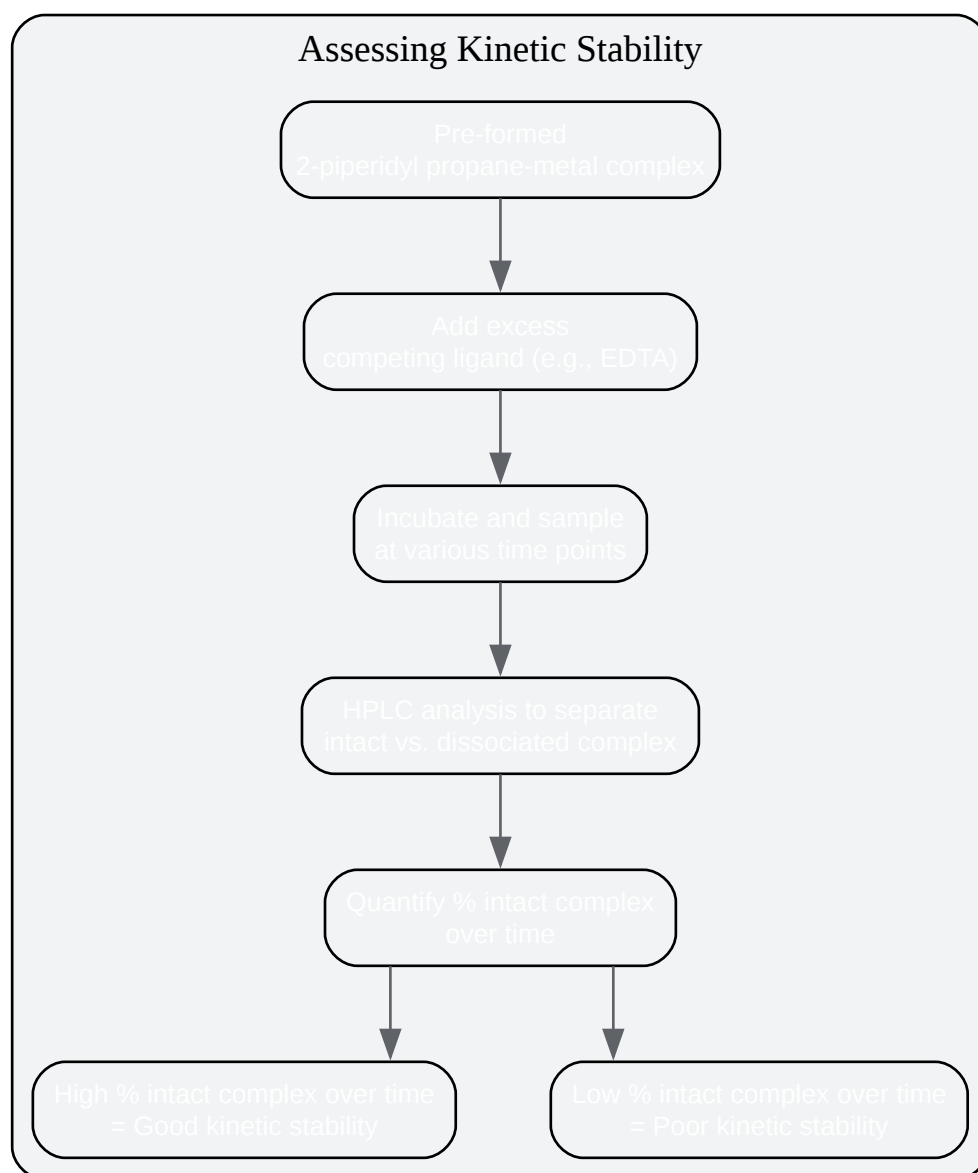 Assessing Kinetic Stability
Pre-formed
2-piperidyl propane-metal complex
Add excess
competing ligand (e.g., EDTA)
Incubate and sample
at various time points
HPLC analysis to separate
intact vs. dissociated complex
Quantify % intact complex
over time
High % intact complex over time
= Good kinetic stability
Low % intact complex over time
= Poor kinetic stability